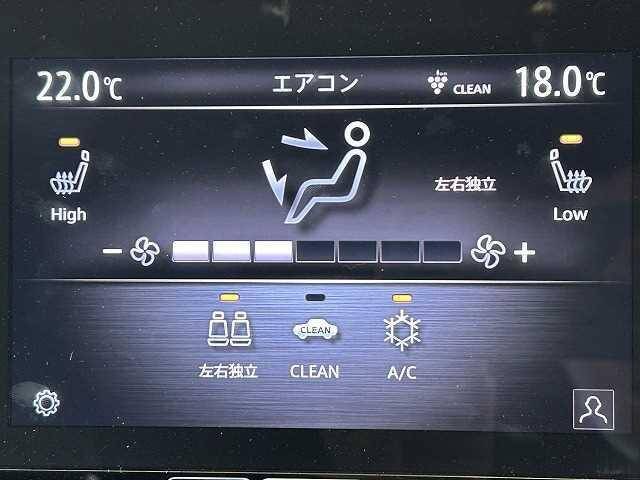 22.0℃ エアコン CLEAN 18.0℃
左右独立
High Low
− +
CLEAN
左右独立 CLEAN A/C